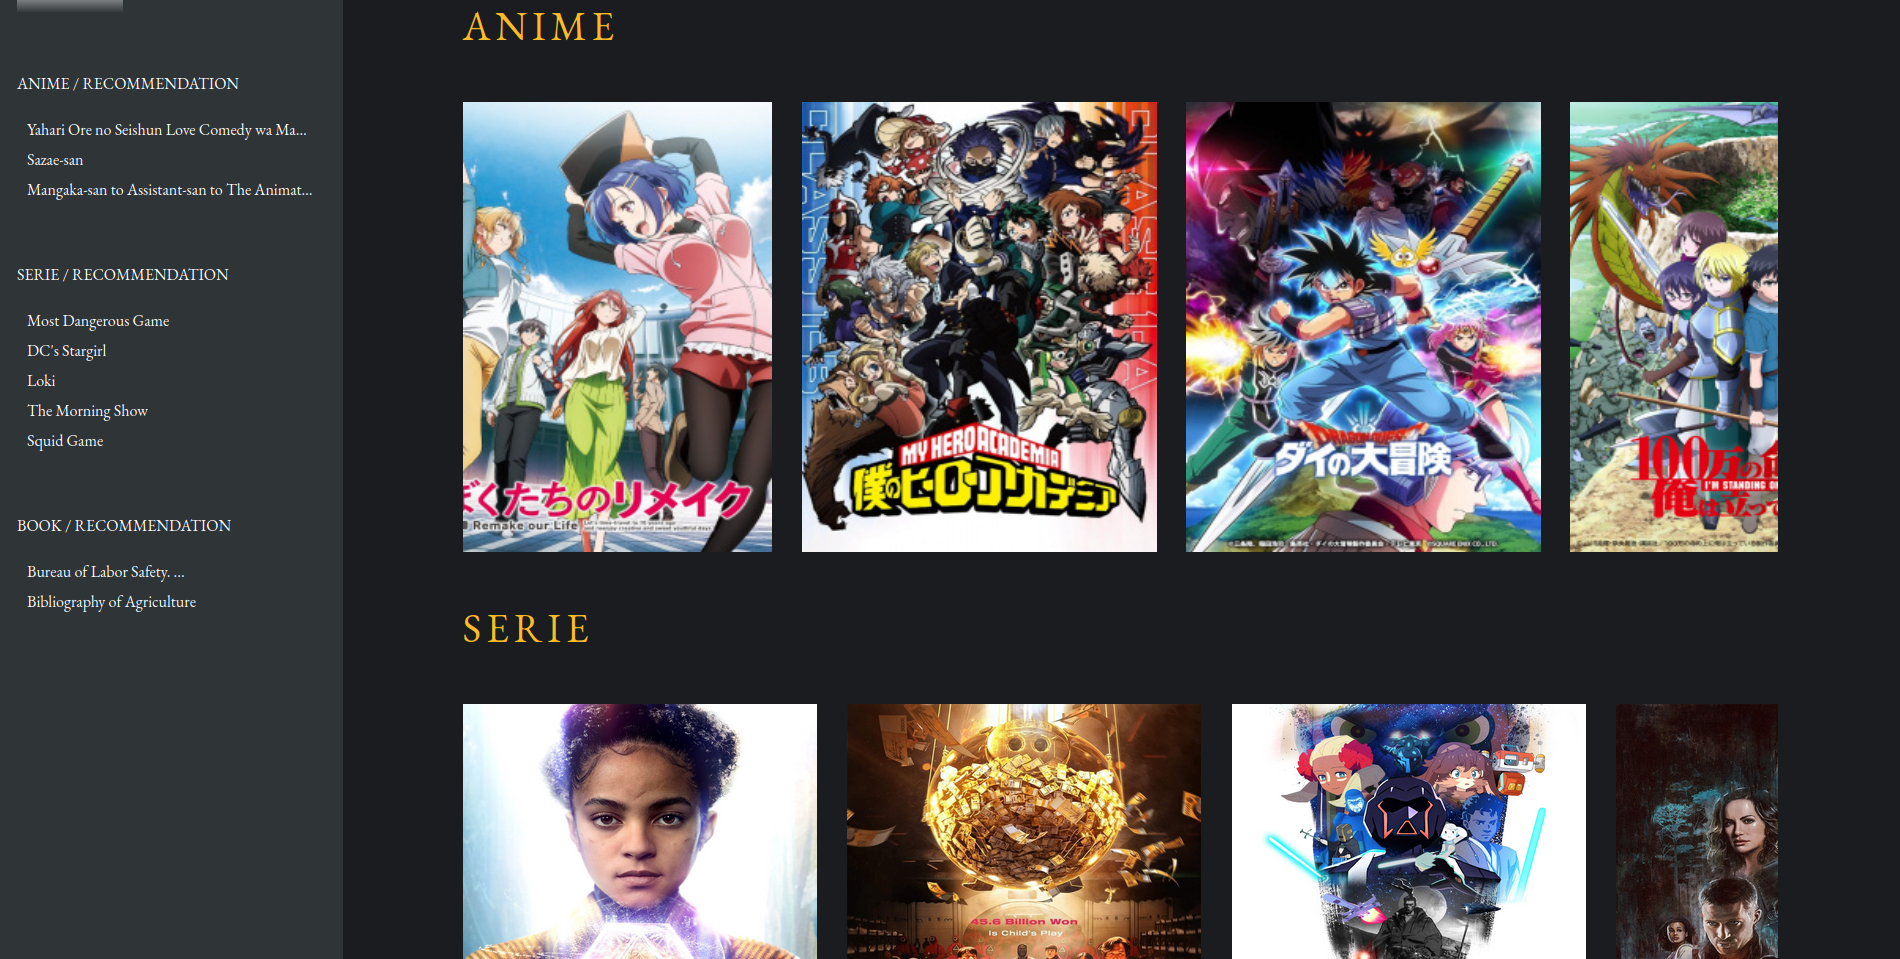 ANIME / RECOMMENDATION
Yahari Ore no Seishun Love Comedy wa Ma...
Sazae-san
Mangaka-san to Assistant-san to The Animat...
SERIE / RECOMMENDATION
Most Dangerous Game
DC's Stargirl
Loki
The Morning Show
Squid Game
BOOK / RECOMMENDATION
Bureau of Labor Safety. ...
Bibliography of Agriculture
ANIME
ぼくたちのリメイク
Remake our Life
MY HERO ACADEMIA
僕のヒーローアカデミア
DRAGON QUEST
ダイの大冒険
100万の
I'M STANDING ON
俺は立って
SERIE
45.6 Billion Won
Is Child's Play